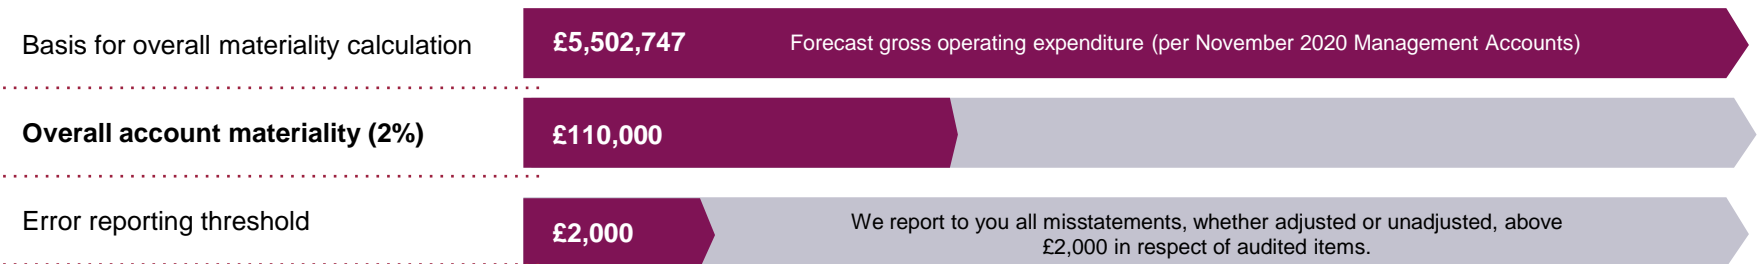 Basis for overall materiality calculation
£5,502,747
Forecast gross operating expenditure (per November 2020 Management Accounts)
Overall account materiality (2%)
£110,000
Error reporting threshold
£2,000
We report to you all misstatements, whether adjusted or unadjusted, above
£2,000 in respect of audited items.